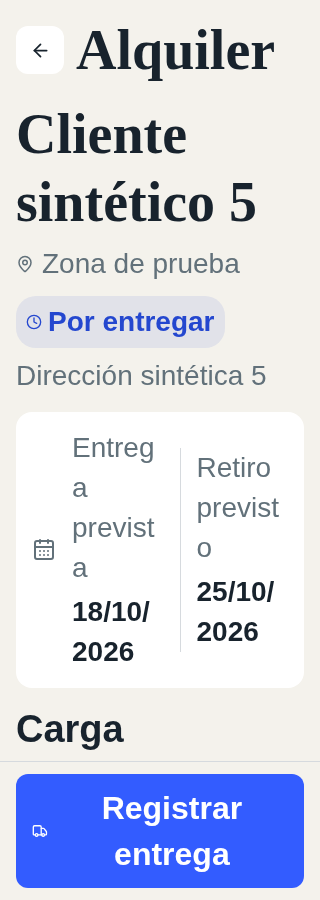 Alquiler
Cliente
sintético 5
Zona de prueba
Por entregar
Dirección sintética 5
Entreg
a
previst
a
18/10/
2026
Retiro
previst
o
25/10/
2026
Carga
Registrar
entrega